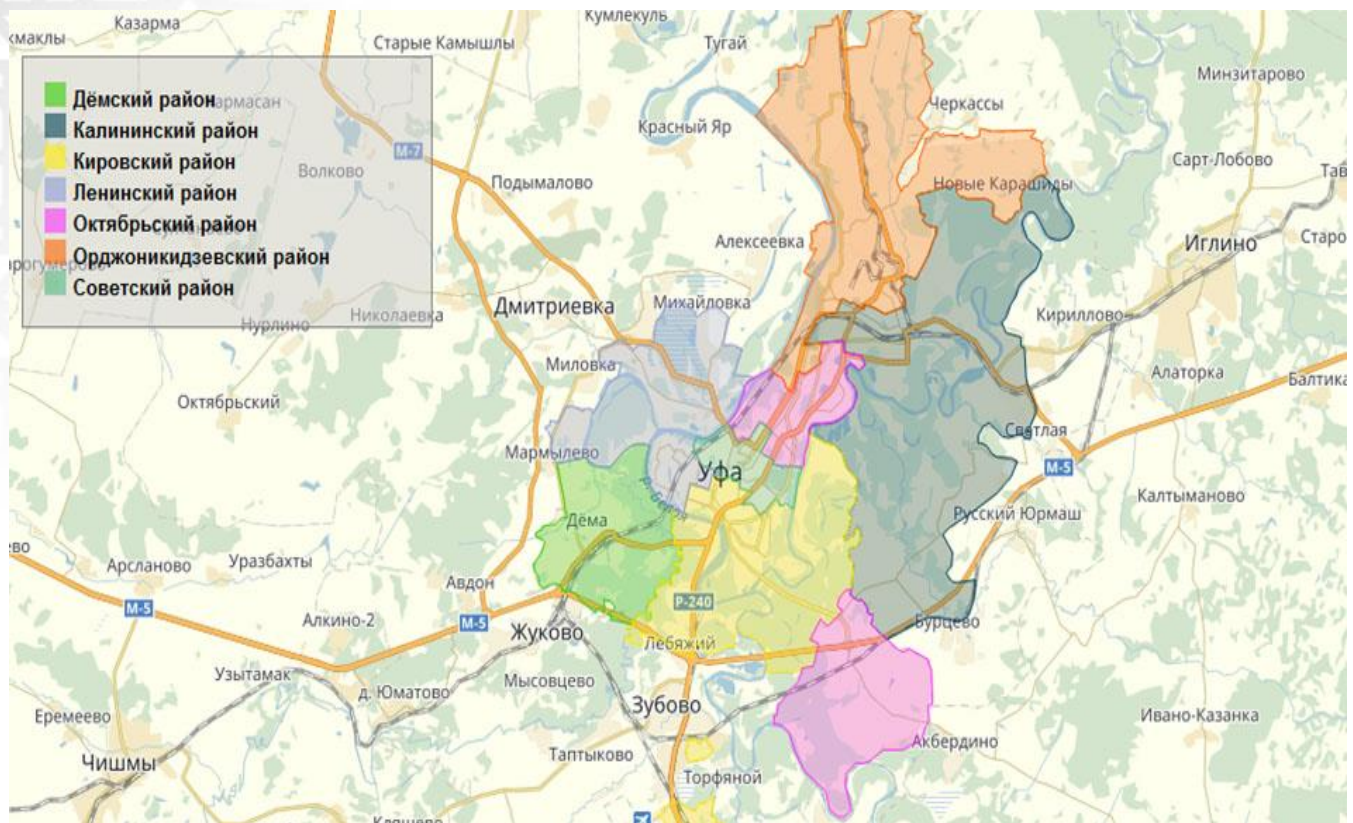 Казарма
Кумлекуль
Старые Камышлы
Тугай
Минзитарово
Черкассы
Красный Яр
Дёмский район
Калининский район
Кировский район
Ленинский район
Октябрьский район
Орджоникидзевский район
Советский район
М-7
Волково
Подымалово
Сарт-Лобово
Новые Карашиды
Алексеевка
Иглино
Михайловка
Дмитриевка
Николаевка
Нурлино
Кириллово
Миловка
Алаторка
Октябрьский
Светлая
Мармылево
М-5
Уфа
р. Белая
Калтыманово
Дёма
Русский Юрмаш
Уразбахты
Арсланово
Авдон
М-5
Р-240
М-5
Алкино-2
Бурцево
Жуково
Лебяжий
Узытамак
д. Юматово
Мысовцево
Зубово
Еремеево
Ивано-Казанка
Акбердино
Таптыково
Чишмы
Торфяной